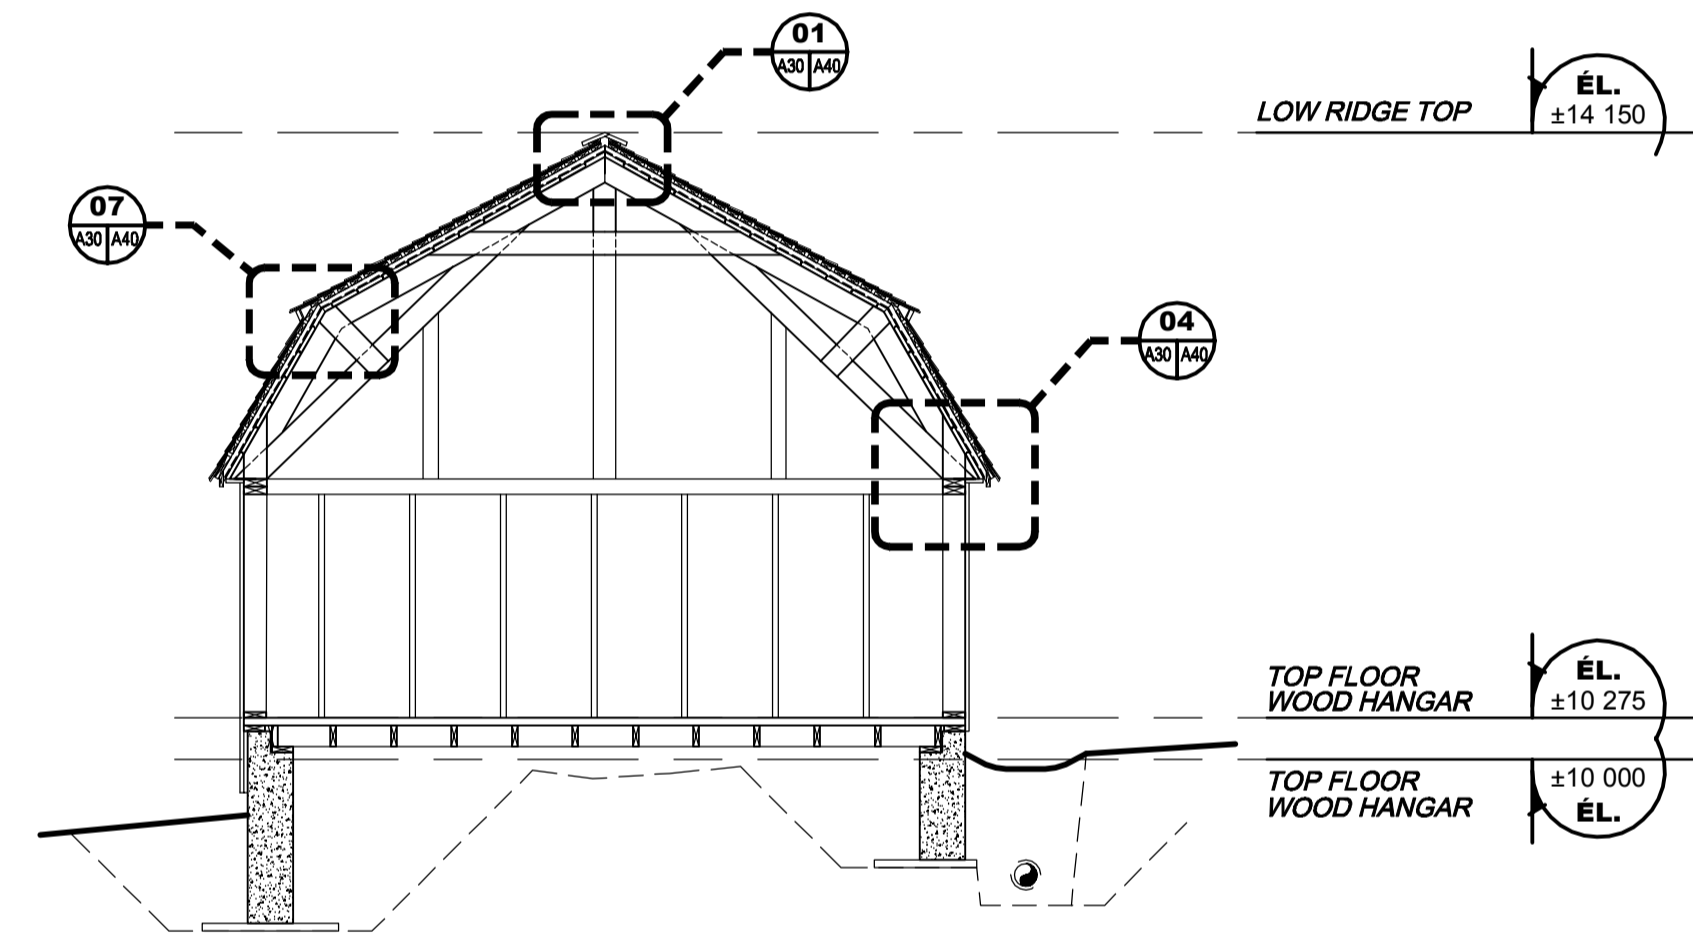 01
A30 A40
LOW RIDGE TOP
ÉL.
±14 150
07
A30 A40
04
A30 A40
TOP FLOOR
WOOD HANGAR
ÉL.
±10 275
TOP FLOOR
WOOD HANGAR
±10 000
ÉL.